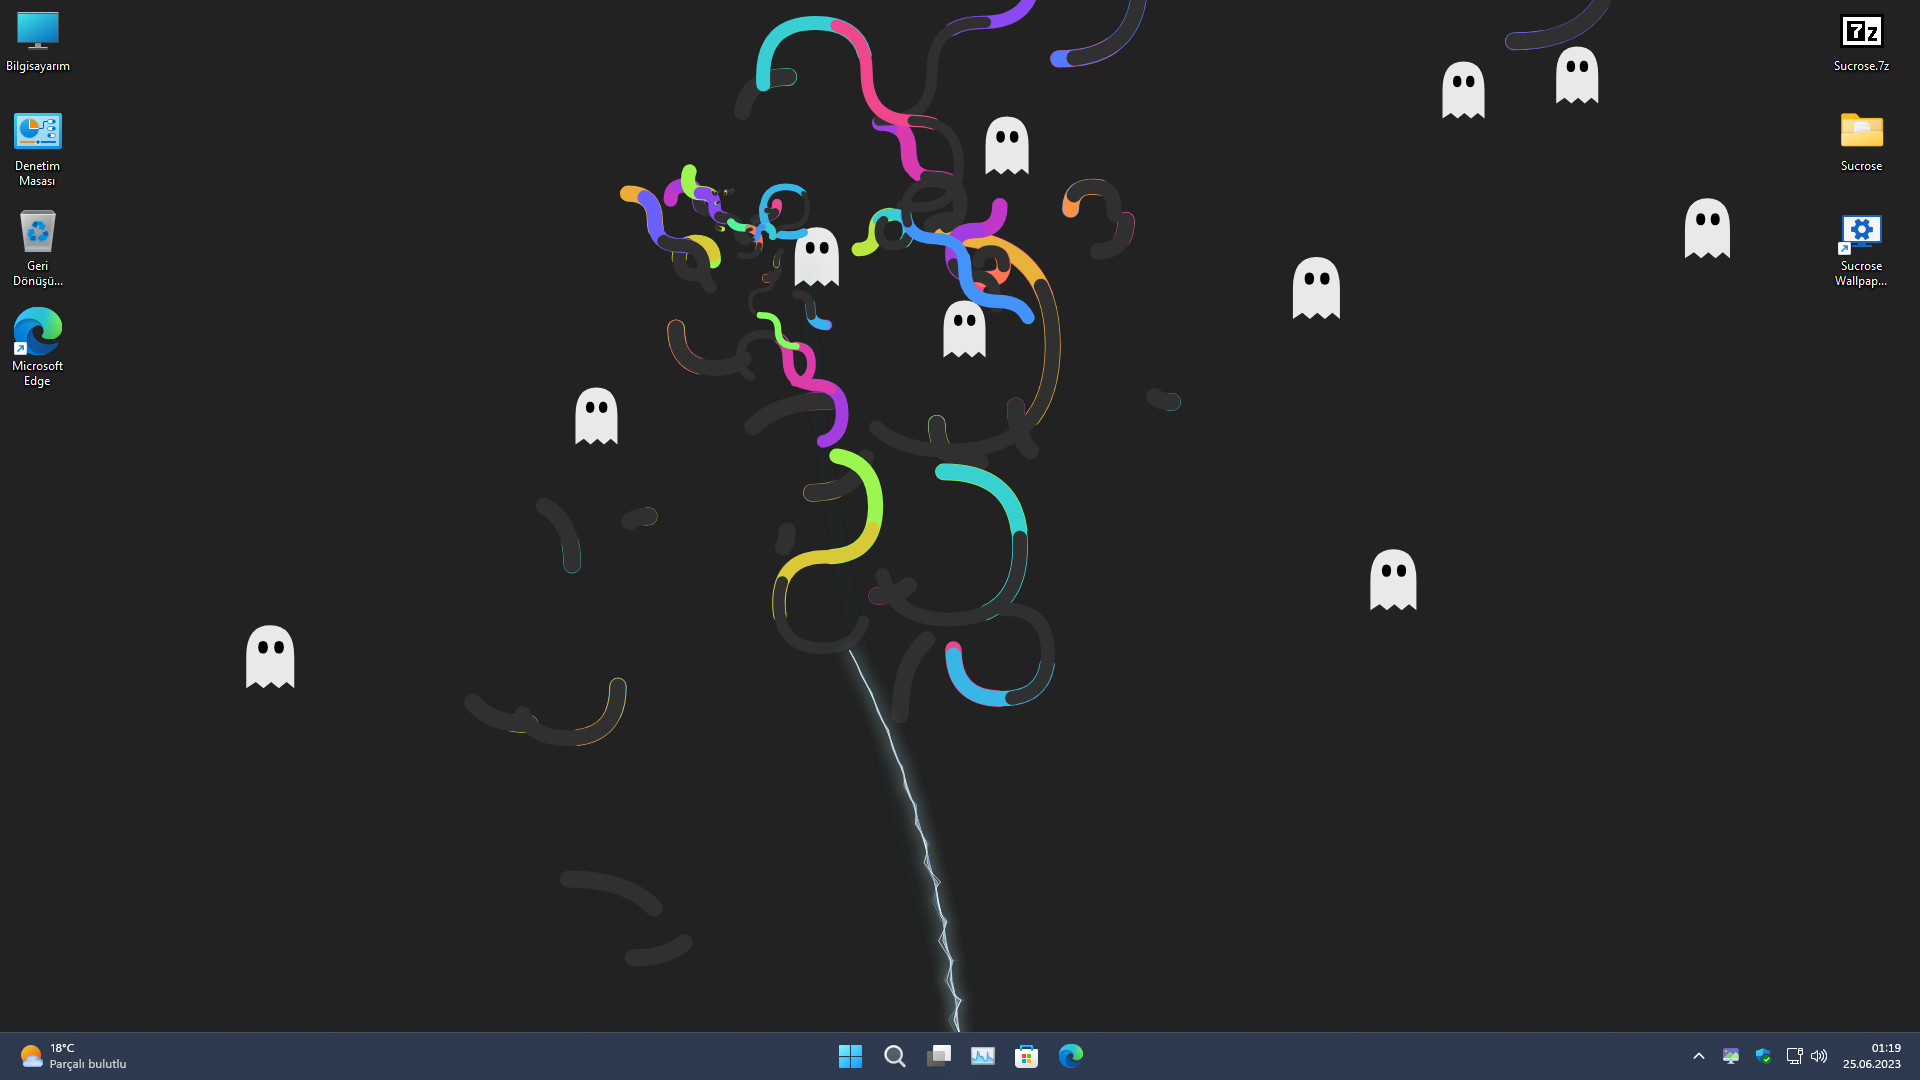 Bilgisayarım
Denetim
Masası
Geri
Dönüşü...
Microsoft
Edge
7z
Sucrose.7z
Sucrose
Sucrose
Wallpap...
18°C
Parçalı bulutlu
01:19
25.06.2023